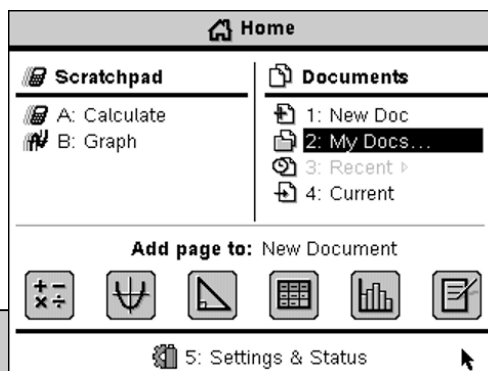 Home
Scratchpad
A: Calculate
B: Graph
Documents
1: New Doc
2: My Docs...
3: Recent ▹
4: Current
Add page to: New Document
5: Settings & Status